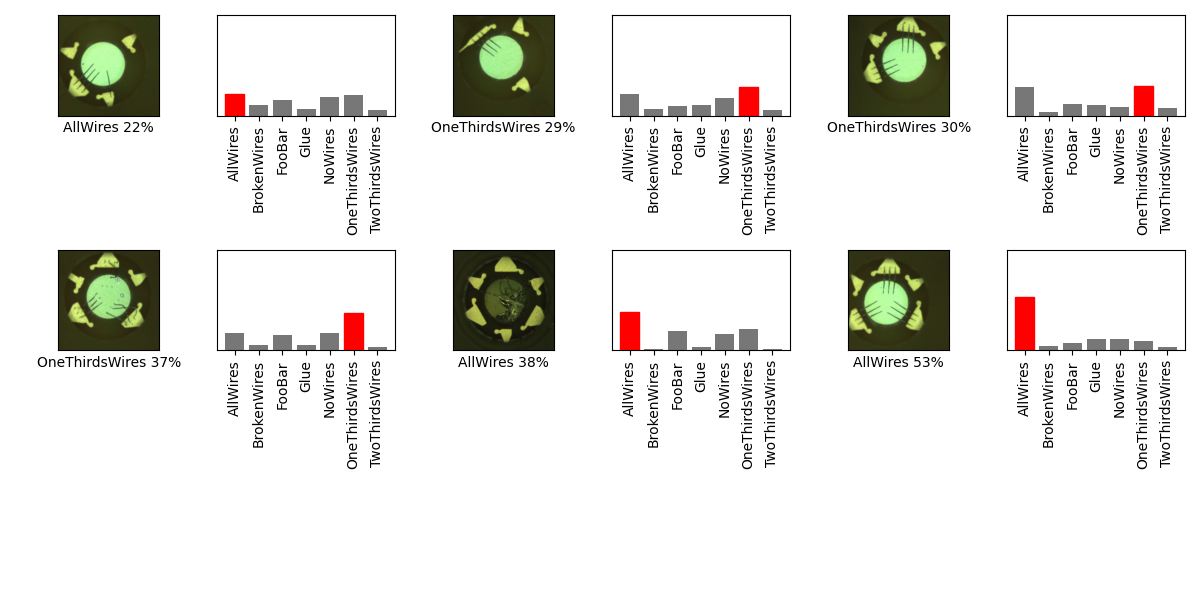 AllWires 22%
AllWires
BrokenWires
FooBar
Glue
NoWires
OneThirdsWires
TwoThirdsWires
OneThirdsWires 29%
AllWires
BrokenWires
FooBar
Glue
NoWires
OneThirdsWires
TwoThirdsWires
OneThirdsWires 30%
AllWires
BrokenWires
FooBar
Glue
NoWires
OneThirdsWires
TwoThirdsWires
OneThirdsWires 37%
AllWires
BrokenWires
FooBar
Glue
NoWires
OneThirdsWires
TwoThirdsWires
AllWires 38%
AllWires
BrokenWires
FooBar
Glue
NoWires
OneThirdsWires
TwoThirdsWires
AllWires 53%
AllWires
BrokenWires
FooBar
Glue
NoWires
OneThirdsWires
TwoThirdsWires